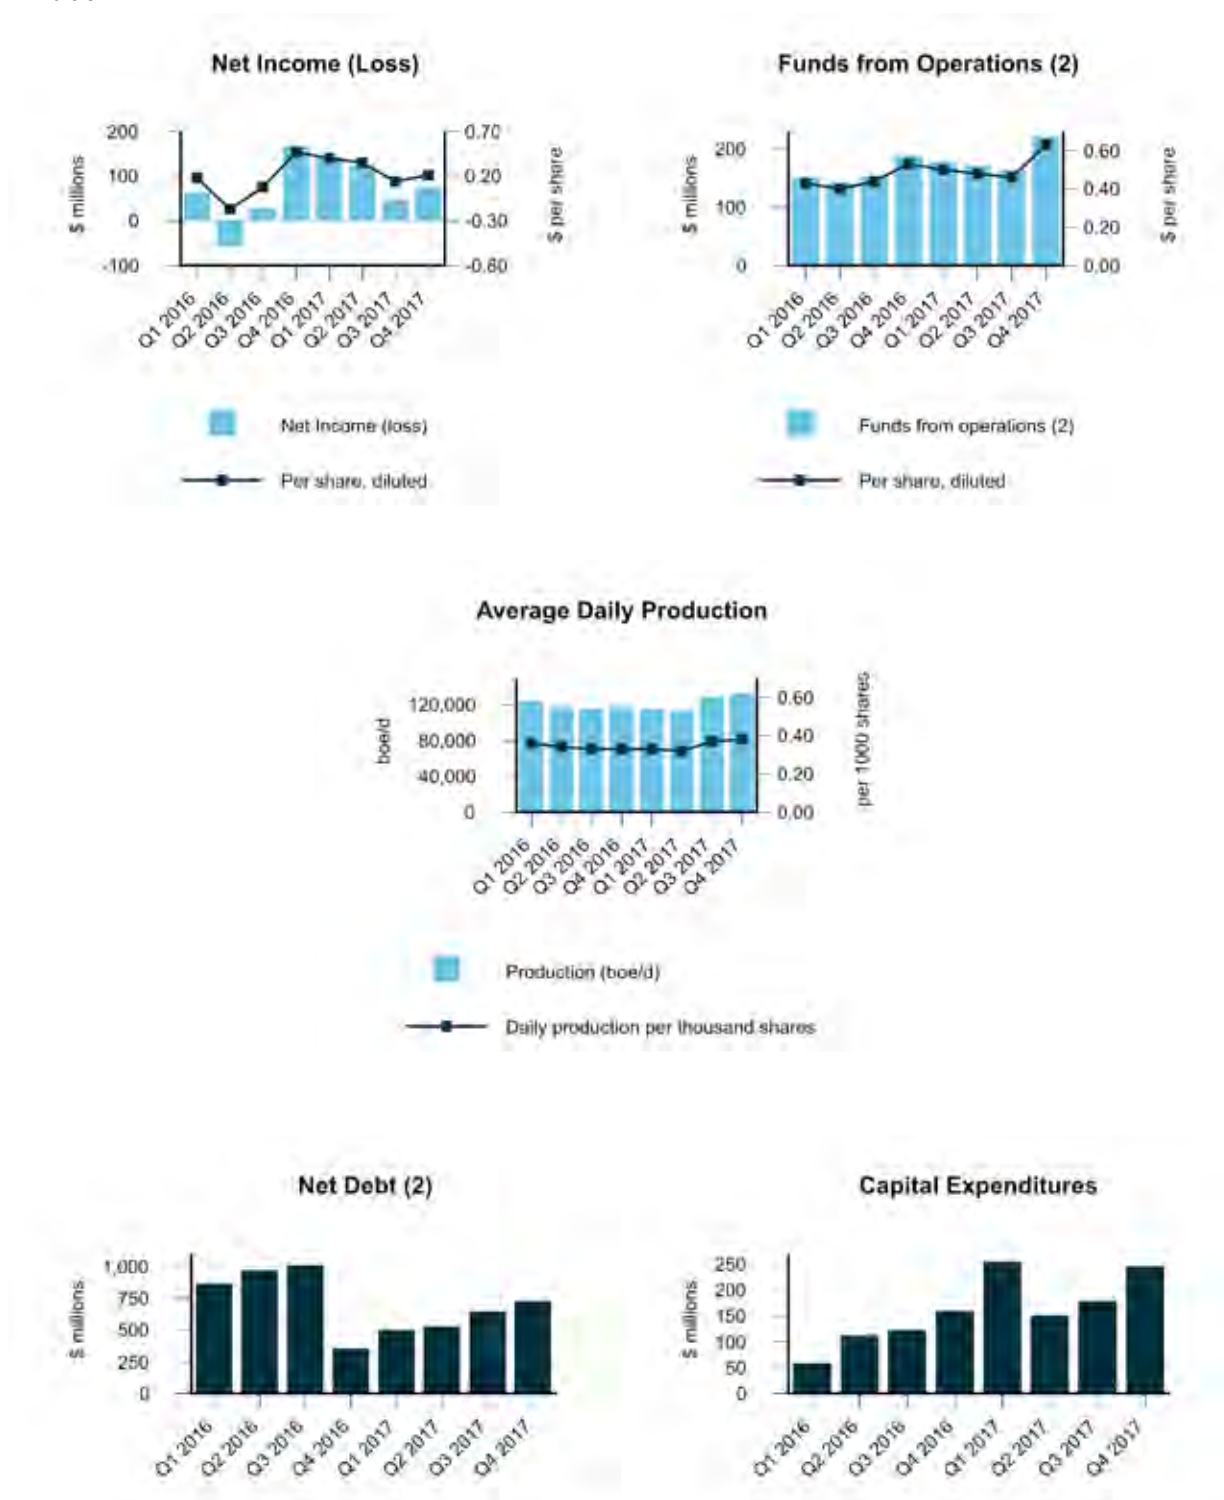 Net Income (Loss)
200
100
0
-100
$ millions
0.70
0.20
-0.30
-0.60
$ per share
Q1 2016
Q2 2016
Q3 2016
Q4 2016
Q1 2017
Q2 2017
Q3 2017
Q4 2017
Net Income (loss)
Per share, diluted
Funds from Operations (2)
200
100
0
$ millions
0.60
0.40
0.20
0.00
$ per share
Q1 2016
Q2 2016
Q3 2016
Q4 2016
Q1 2017
Q2 2017
Q3 2017
Q4 2017
Funds from operations (2)
Per share, diluted
Average Daily Production
120,000
80,000
40,000
0
boe/d
0.60
0.40
0.20
0.00
per 1000 shares
Q1 2016
Q2 2016
Q3 2016
Q4 2016
Q1 2017
Q2 2017
Q3 2017
Q4 2017
Production (boe/d)
Daily production per thousand shares
Net Debt (2)
1,000
750
500
250
0
$ millions
Q1 2016
Q2 2016
Q3 2016
Q4 2016
Q1 2017
Q2 2017
Q3 2017
Q4 2017
Capital Expenditures
250
200
150
100
50
0
$ millions
Q1 2016
Q2 2016
Q3 2016
Q4 2016
Q1 2017
Q2 2017
Q3 2017
Q4 2017